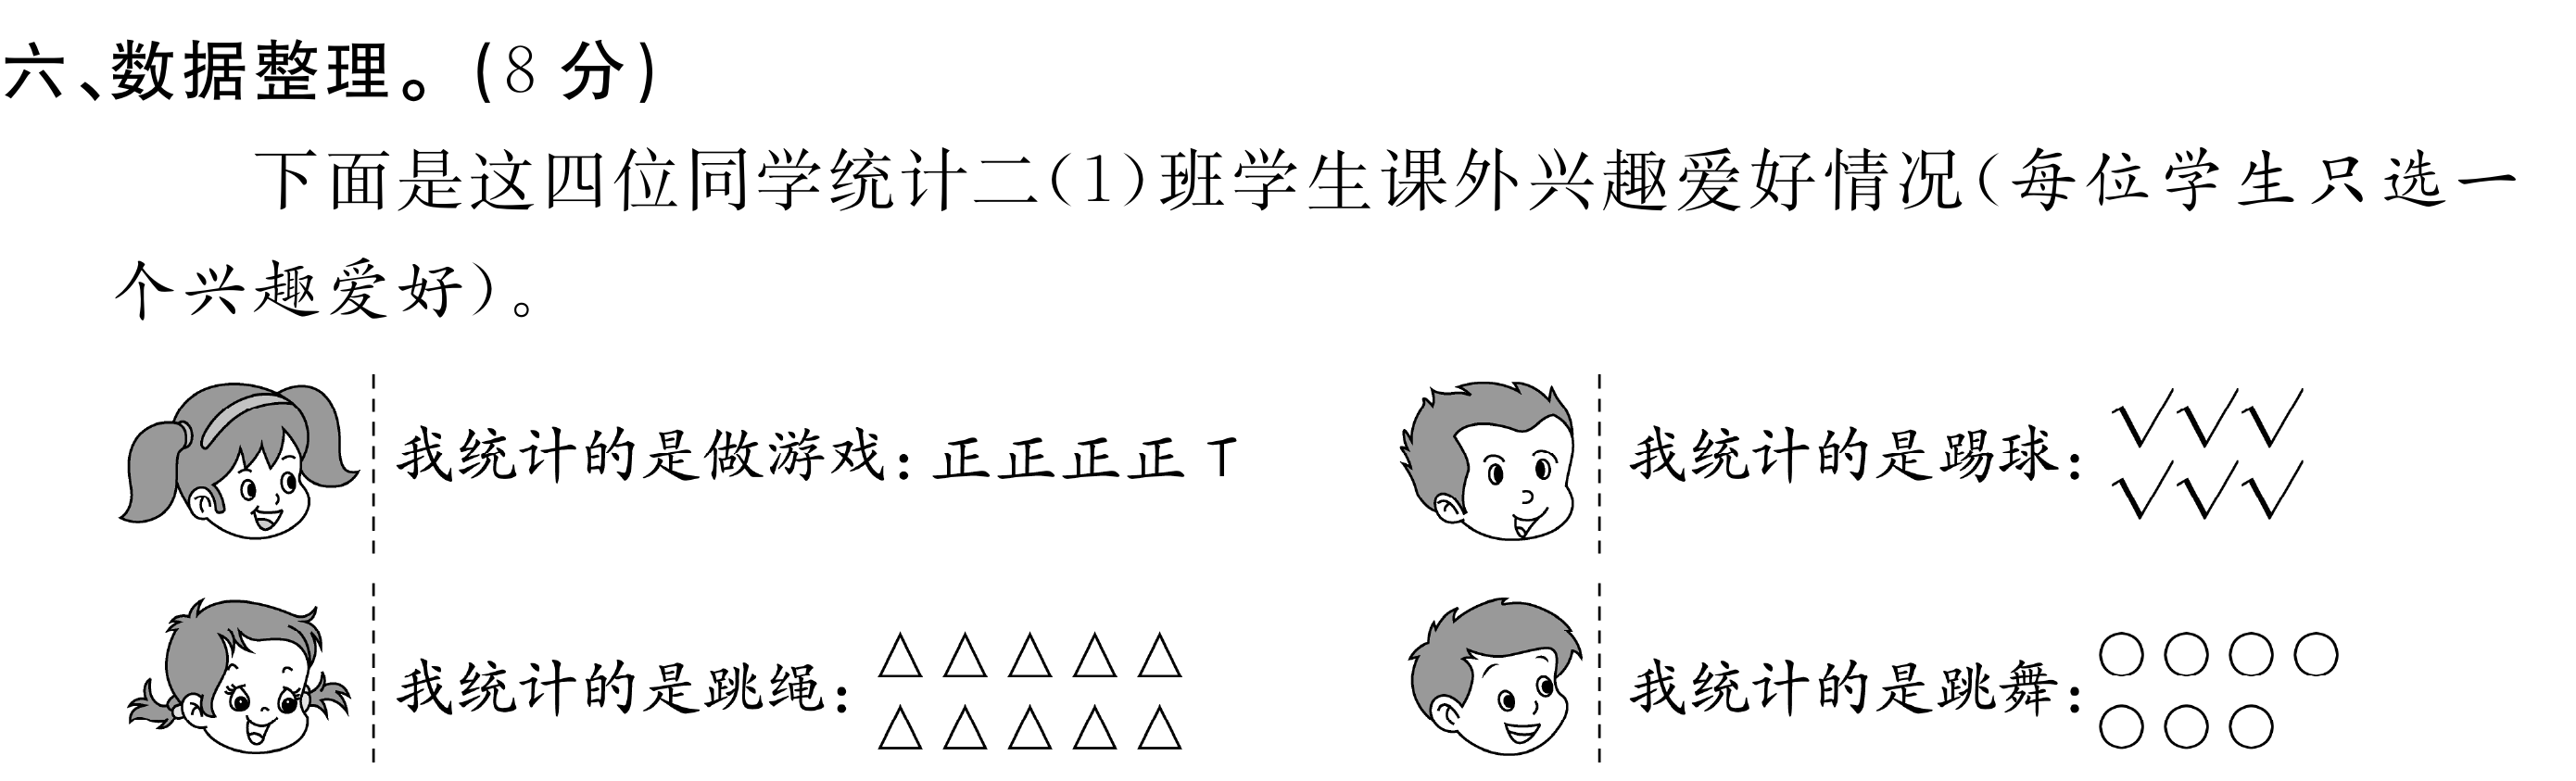 六、数据整理。(8 分)
下面是这四位同学统计二(1)班学生课外兴趣爱好情况(每位学生只选一
个兴趣爱好)。
我统计的是做游戏:正正正正丅
我统计的是踢球:√√√
√√√
我统计的是跳绳:△△△△△
△△△△△
我统计的是跳舞:○○○○
○○○